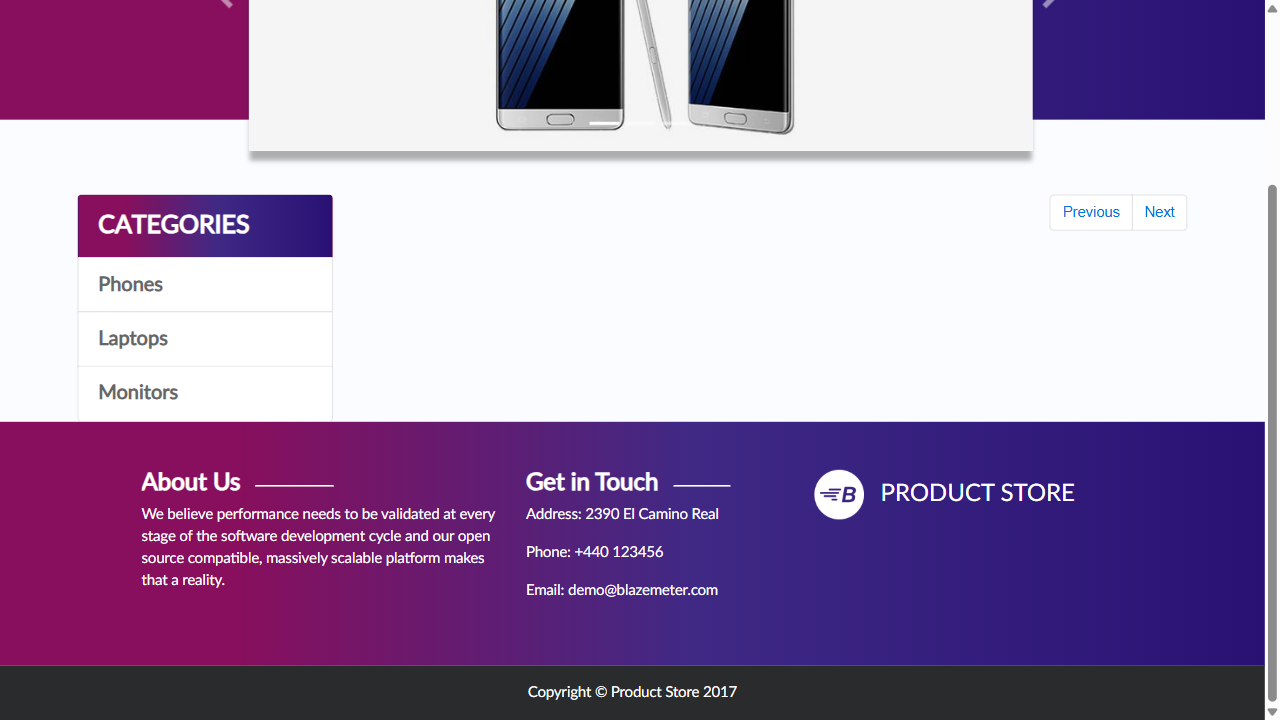 CATEGORIES
Phones
Laptops
Monitors
Previous
Next
About Us
We believe performance needs to be validated at every
stage of the software development cycle and our open
source compatible, massively scalable platform makes
that a reality.
Get in Touch
Address: 2390 El Camino Real
Phone: +440 123456
Email: demo@blazemeter.com
B
PRODUCT STORE
Copyright © Product Store 2017